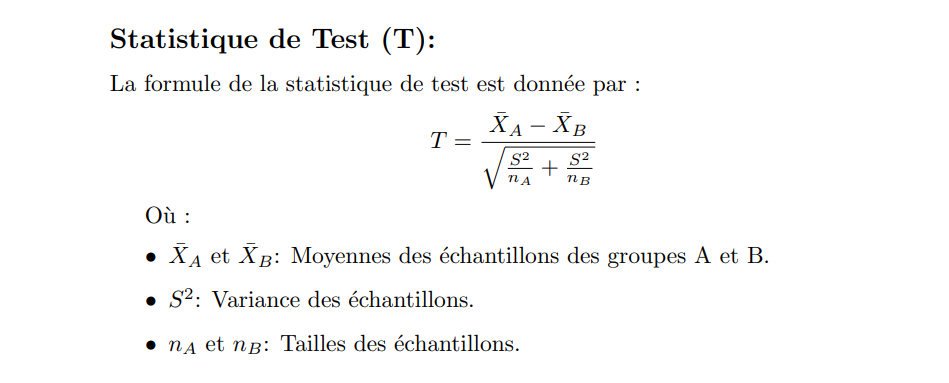 Statistique de Test (T):
La formule de la statistique de test est donnée par :
T = \frac{\bar{X}_A - \bar{X}_B}{\sqrt{\frac{S^2}{n_A} + \frac{S^2}{n_B}}}
Où :
• \bar{X}_A et \bar{X}_B: Moyennes des échantillons des groupes A et B.
• S^2: Variance des échantillons.
• n_A et n_B: Tailles des échantillons.